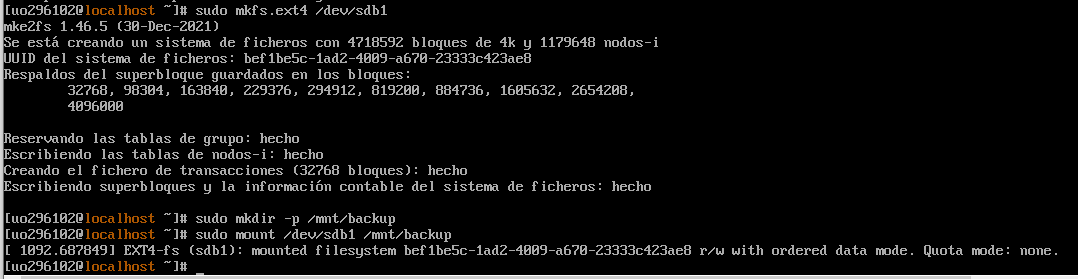 [uo296102@localhost ~]# sudo mkfs.ext4 /dev/sdb1
mke2fs 1.46.5 (30-Dec-2021)
Se está creando un sistema de ficheros con 4718592 bloques de 4k y 1179648 nodos-i
UUID del sistema de ficheros: bef1be5c-1ad2-4009-a670-23333c423ae8
Respaldos del superbloque guardados en los bloques:
        32768, 98304, 163840, 229376, 294912, 819200, 884736, 1605632, 2654208,
        4096000

Reservando las tablas de grupo: hecho
Escribiendo las tablas de nodos-i: hecho
Creando el fichero de transacciones (32768 bloques): hecho
Escribiendo superbloques y la información contable del sistema de ficheros: hecho

[uo296102@localhost ~]# sudo mkdir -p /mnt/backup
[uo296102@localhost ~]# sudo mount /dev/sdb1 /mnt/backup
[ 1092.687849] EXT4-fs (sdb1): mounted filesystem bef1be5c-1ad2-4009-a670-23333c423ae8 r/w with ordered data mode. Quota mode: none.
[uo296102@localhost ~]#